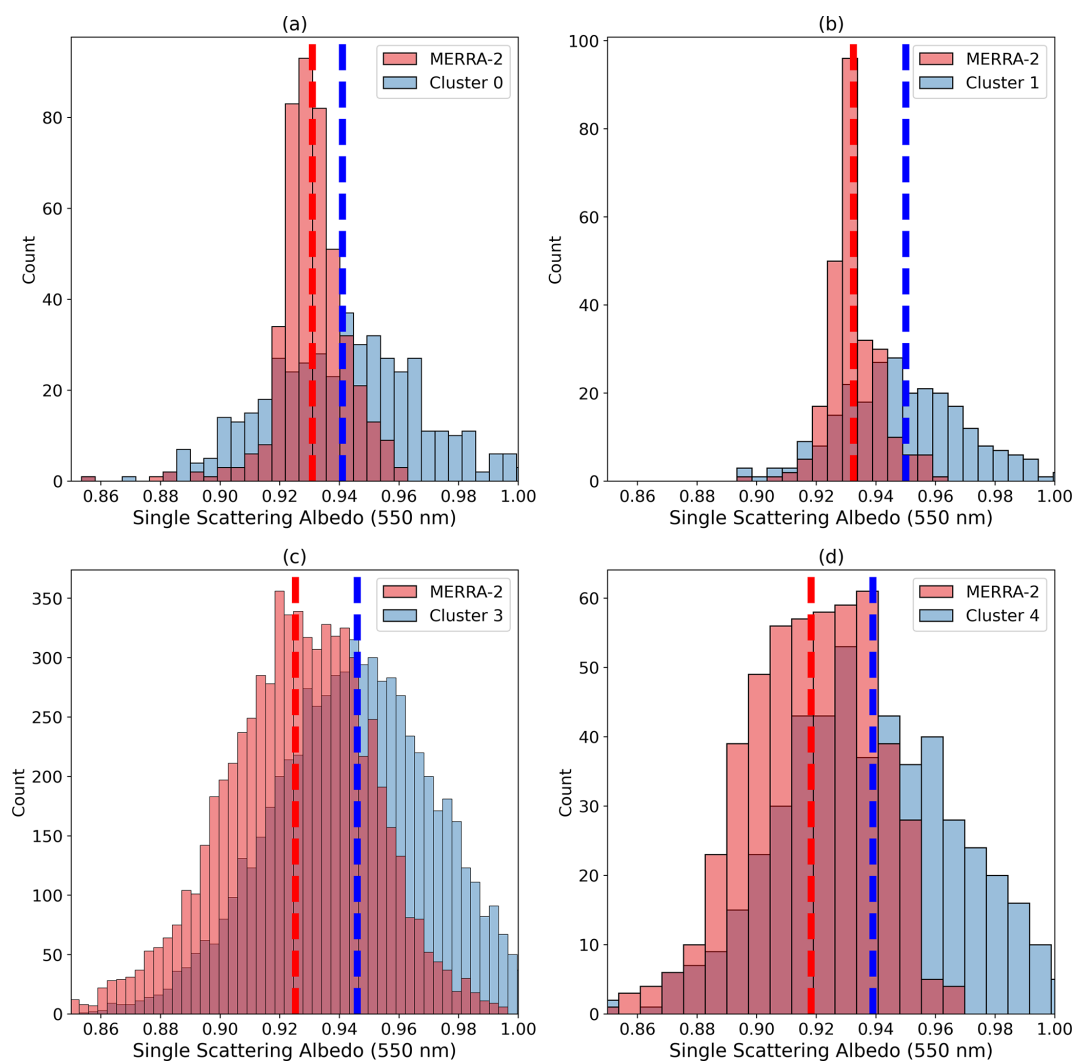 (a)
MERRA-2
Cluster 0
80
60
40
20
0
Count
0.86 0.88 0.90 0.92 0.94 0.96 0.98 1.00
Single Scattering Albedo (550 nm)
(b)
MERRA-2
Cluster 1
100
80
60
40
20
0
Count
0.86 0.88 0.90 0.92 0.94 0.96 0.98 1.00
Single Scattering Albedo (550 nm)
(c)
MERRA-2
Cluster 3
350
300
250
200
150
100
50
0
Count
0.86 0.88 0.90 0.92 0.94 0.96 0.98 1.00
Single Scattering Albedo (550 nm)
(d)
MERRA-2
Cluster 4
60
50
40
30
20
10
0
Count
0.86 0.88 0.90 0.92 0.94 0.96 0.98 1.00
Single Scattering Albedo (550 nm)